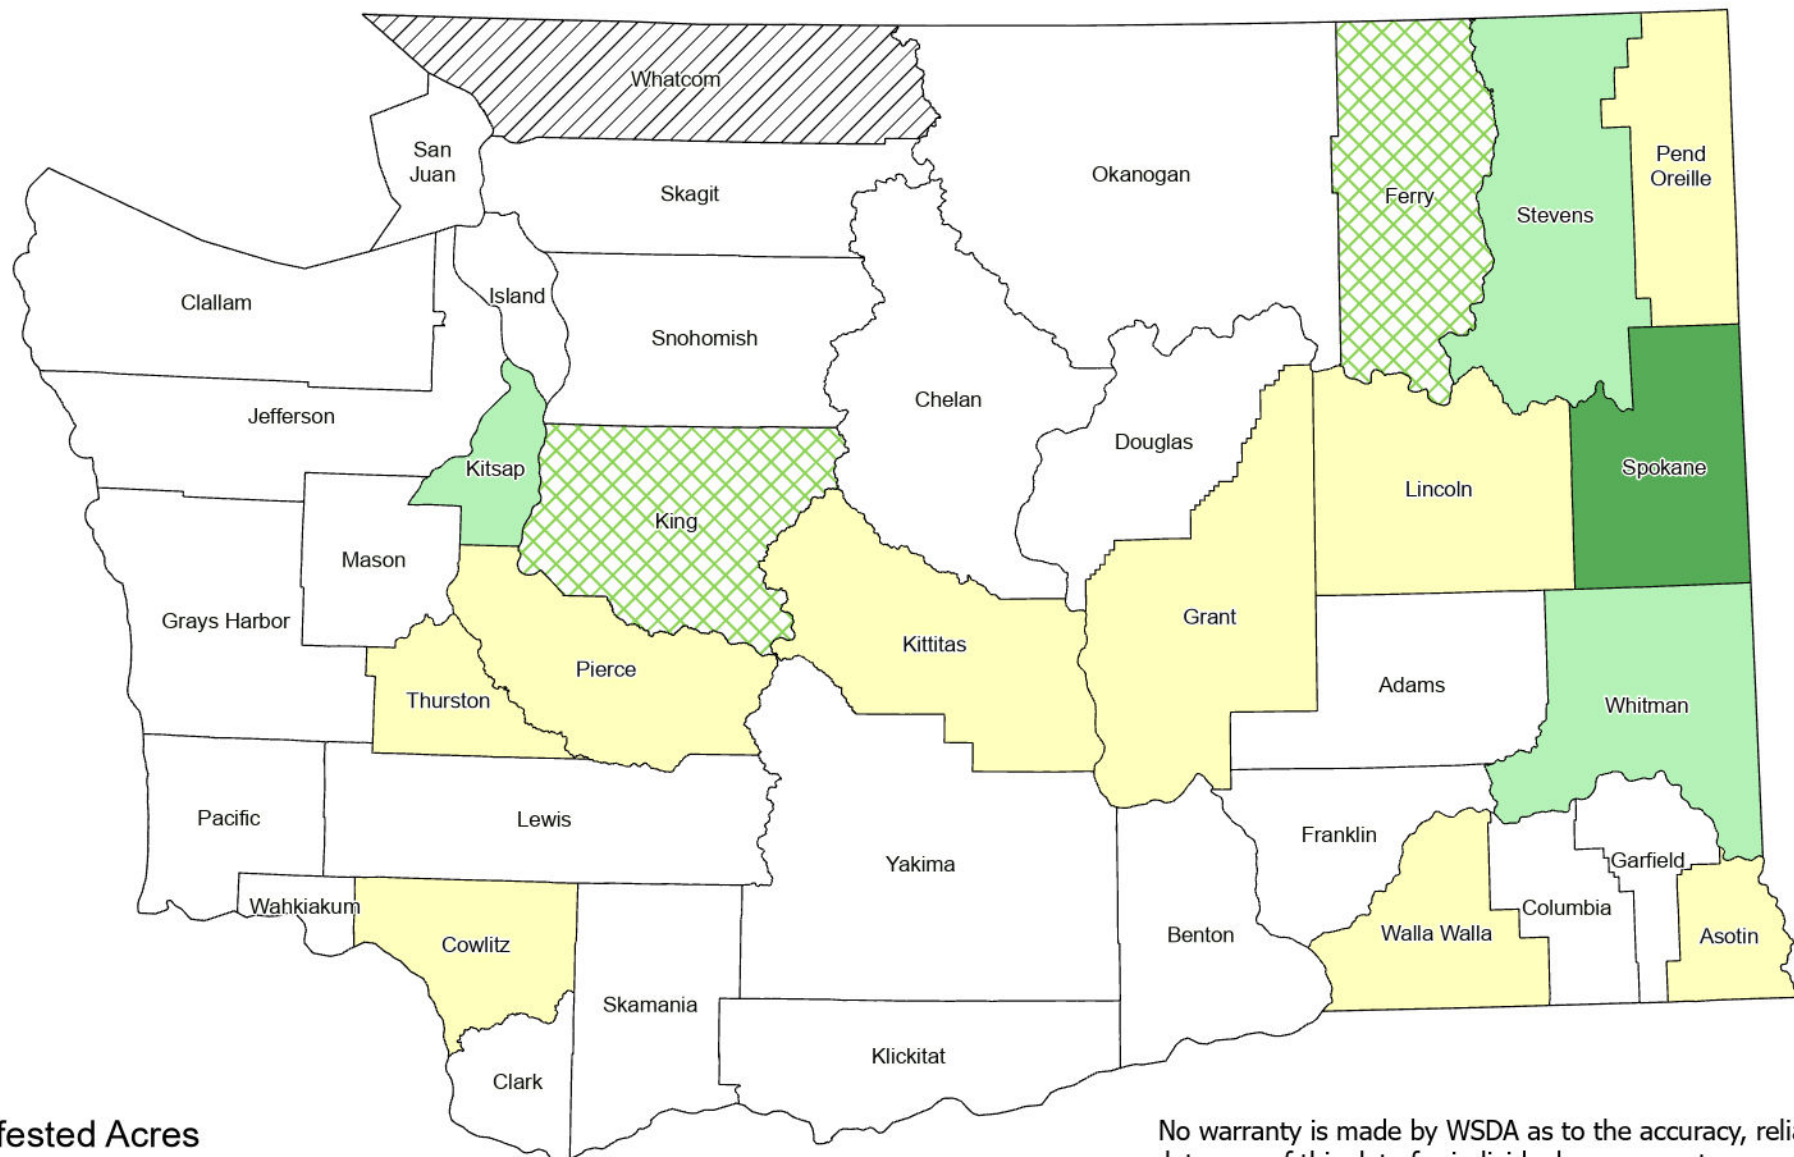 Whatcom
San
Juan
Skagit
Okanogan
Ferry
Stevens
Pend
Oreille
Clallam
Island
Snohomish
Chelan
Jefferson
Kitsap
King
Douglas
Lincoln
Spokane
Mason
Grays Harbor
Thurston
Pierce
Kittitas
Grant
Adams
Whitman
Pacific
Lewis
Yakima
Franklin
Garfield
Wahkiakum
Cowlitz
Benton
Walla Walla
Columbia
Asotin
Skamania
Klickitat
Clark
fested Acres
No warranty is made by WSDA as to the accuracy, relia